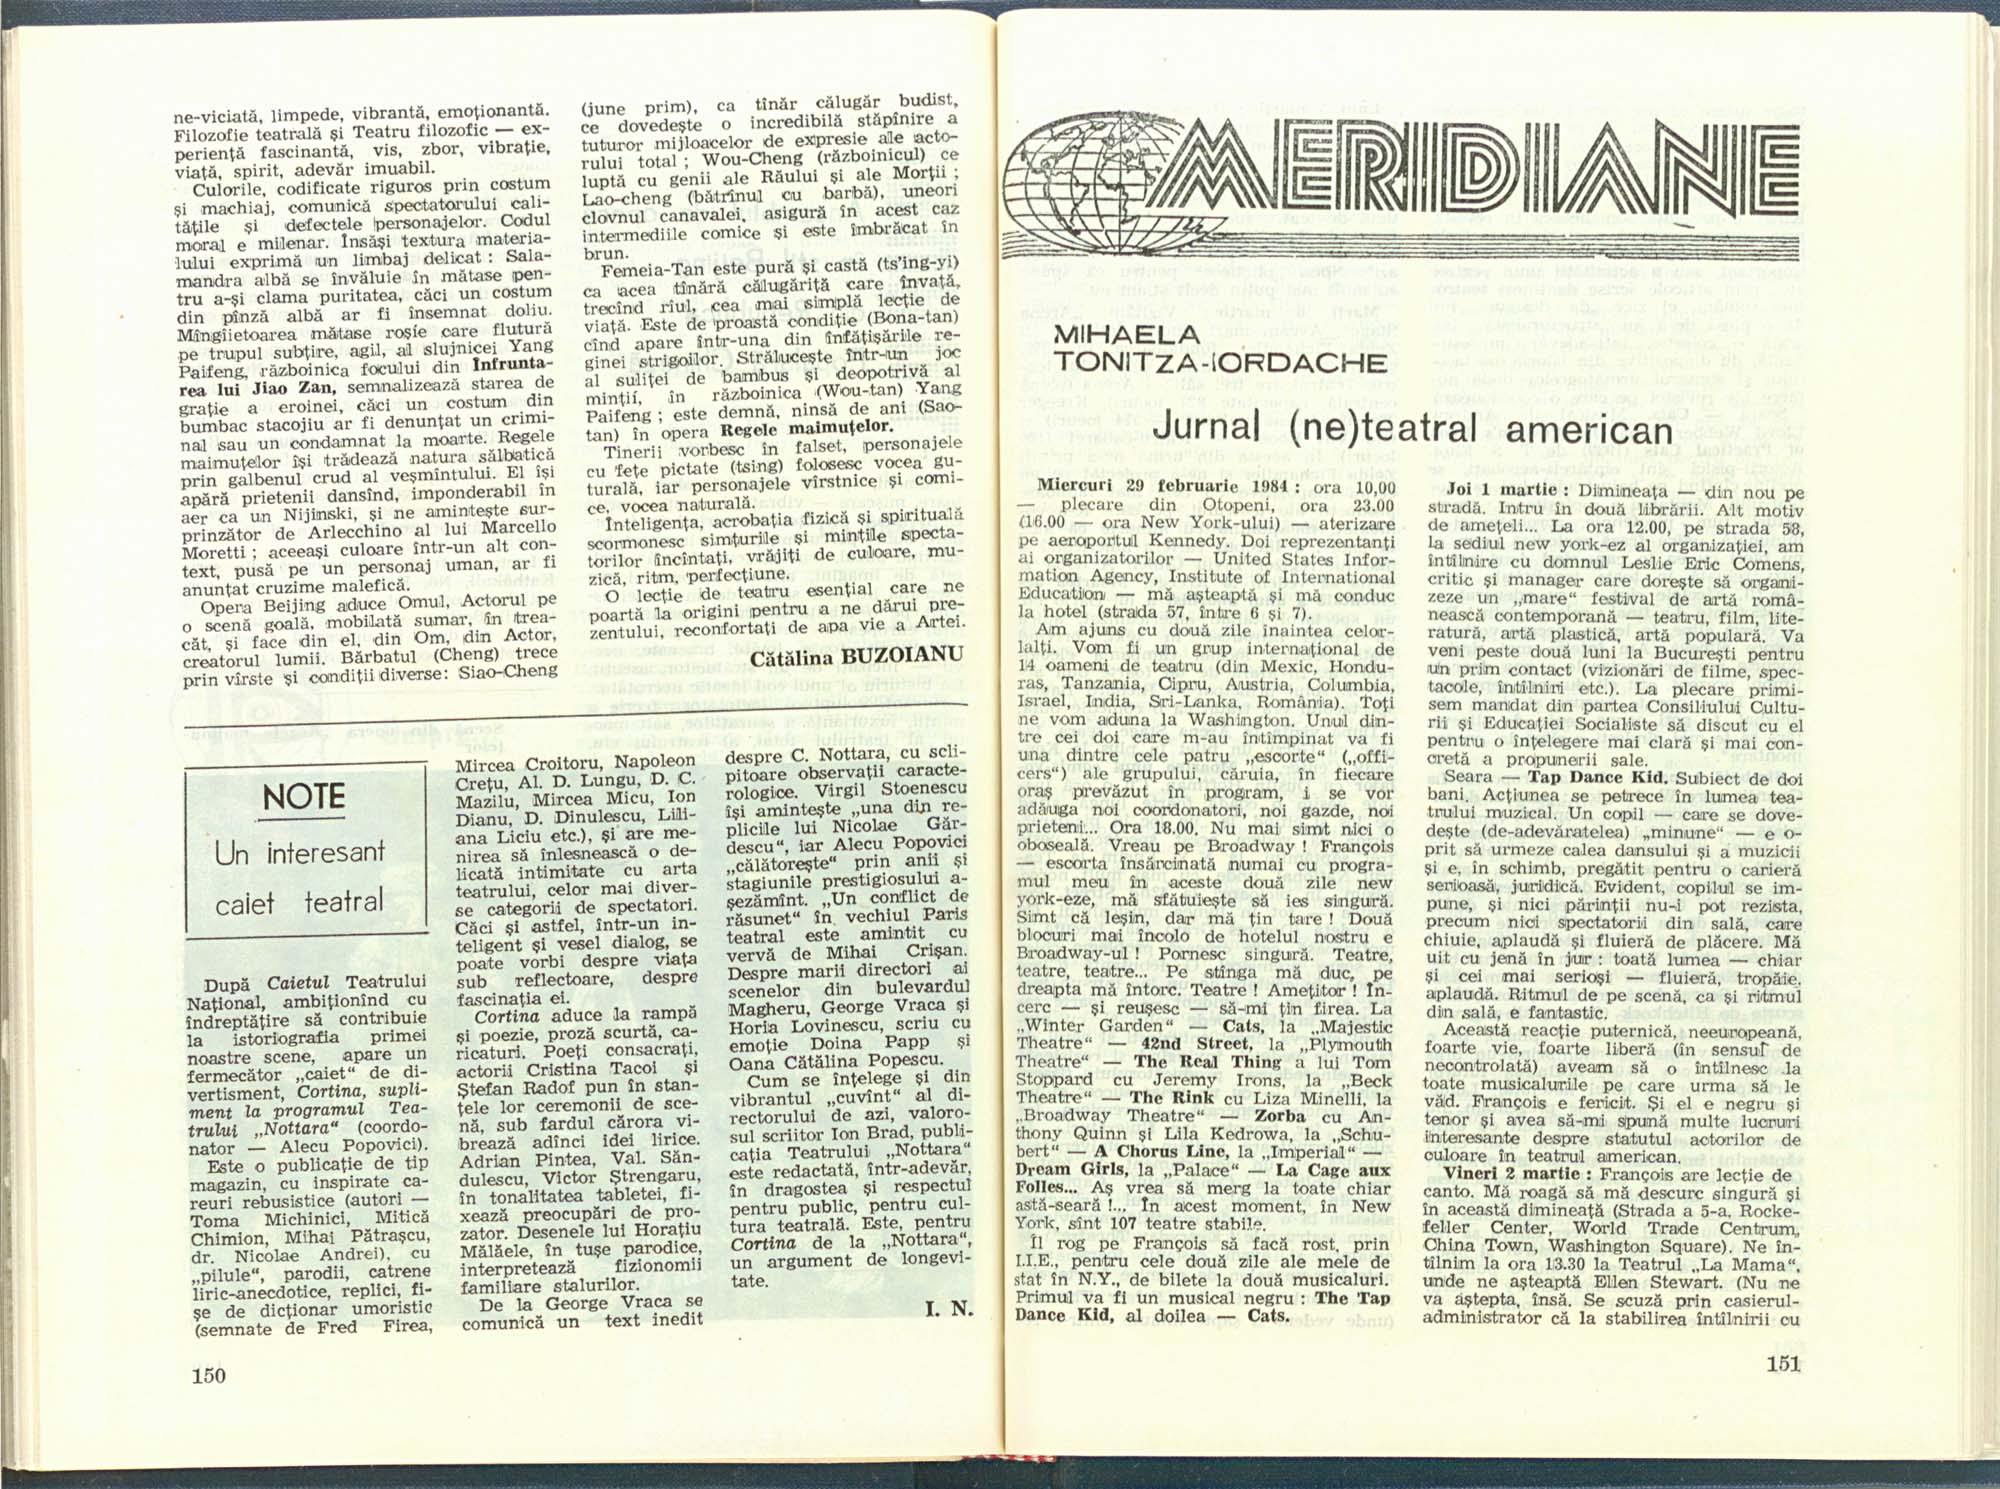 ne-viciată, limpede, vibrantă, emoționantă.
Filozofie teatrală și Teatru filozofic — ex-
periență fascinantă, vis, zbor, vibrație,
viață, spirit, adevăr imuabil.
Culorile, codificate riguros prin costum
și machiaj, comunică spectatorului cali-
tățile și defectele personajelor. Codul
moral e milenar. Însăși textura materia-
lului exprimă un limbaj delicat : Sala-
mandra albă se învăluie în mătase pen-
tru a-și clama puritatea, căci un costum
din pînză albă ar fi însemnat doliu.
Mîngîietoarea mătase roșie care flutură
pe trupul subțire, agil, al slujnicei Yang
Paifeng, războinica focului din Înfrunta-
rea lui Jiao Zan, semnalizează starea de
grație a eroinei, căci un costum din
bumbac stacojiu ar fi denunțat un crimi-
nal sau un condamnat la moarte. Regele
maimuțelor își trădează natura sălbatică
prin galbenul crud al veșmîntului. El își
apără prietenii dansînd, imponderabil în
aer ca un Nijinski, și ne amintește sur-
prinzător de Arlecchino al lui Marcello
Moretti ; aceeași culoare într-un alt con-
text, pusă pe un personaj uman, ar fi
anunțat cruzime malefică.
Opera Beijing aduce Omul, Actorul pe
o scenă goală, mobilată sumar, în trea-
căt, și face din el, din Om, din Actor,
creatorul lumii. Bărbatul (Cheng) trece
prin vîrste și condiții diverse: Siao-Cheng
(june prim), ca tînăr călugăr budist,
ce dovedește o incredibilă stăpînire a
tuturor mijloacelor de expresie ale acto-
rului total ; Wou-Cheng (războinicul) ce
luptă cu genii ale Răului și ale Morții ;
Lao-cheng (bătrînul cu barbă), uneori
clovnul canavalei, asigură în acest caz
intermediile comice și este îmbrăcat în
brun.
Femeia-Tan este pură și castă (ts'ing-yi)
ca acea tînără călugăriță care învață,
trecînd rîul, cea mai simplă lecție de
viață. Este de proastă condiție (Bona-tan)
cînd apare într-una din înfățișările re-
ginei strigoilor. Strălucește într-un joc
al suliței de bambus și deopotrivă al
minții, în războinica (Wou-tan) Yang
Paifeng ; este demnă, ninsă de ani (Sao-
tan) în opera Regele maimuțelor.
Tinerii vorbesc în falset, personajele
cu fețe pictate (tsing) folosesc vocea gu-
turală, iar personajele vîrstnice și comi-
ce, vocea naturală.
Inteligența, acrobația fizică și spirituală
scormonesc simțurile și mințile specta-
torilor încîntați, vrăjiți de culoare, mu-
zică, ritm, perfecțiune.
O lecție de teatru esențial care ne
poartă la origini pentru a ne dărui pre-
zentului, reconfortați de apa vie a Artei.
Cătălina BUZOIANU
NOTE
Un interesant
caiet teatral
După Caietul Teatrului
Național, ambiționînd cu
îndreptățire să contribuie
la istoriografia primei
noastre scene, apare un
fermecător „caiet“ de di-
vertisment, Cortina, supli-
ment la programul Tea-
trului „Nottara“ (coordo-
nator — Alecu Popovici).
Este o publicație de tip
magazin, cu inspirate ca-
reuri rebusistice (autori —
Toma Michinici, Mitică
Chimion, Mihai Pătrașcu,
dr. Nicolae Andrei), cu
„pilule“, parodii, catrene
liric-anecdotice, replici, fi-
șe de dicționar umoristic
(semnate de Fred Firea,
Mircea Croitoru, Napoleon
Crețu, Al. D. Lungu, D. C.
Mazilu, Mircea Micu, Ion
Dianu, D. Dinulescu, Lili-
ana Liciu etc.), și are me-
nirea să înlesnească o de-
licată intimitate cu arta
teatrului, celor mai diver-
se categorii de spectatori.
Căci și astfel, într-un in-
teligent și vesel dialog, se
poate vorbi despre viața
sub reflectoare, despre
fascinația ei.
Cortina aduce la rampă
și poezie, proză scurtă, ca-
ricaturi. Poeți consacrați,
actorii Cristina Tacoi și
Ștefan Radof pun în stan-
țele lor ceremonii de sce-
nă, sub fardul cărora vi-
brează adînci idei lirice.
Adrian Pintea, Val. Săn-
dulescu, Victor Ștrengaru,
în tonalitatea tabletei, fi-
xează preocupări de pro-
zator. Desenele lui Horațiu
Mălăele, în tușe parodice,
interpretează fizionomii
familiare stalurilor.
De la George Vraca se
comunică un text inedit
despre C. Nottara, cu scli-
pitoare observații caracte-
rologice. Virgil Stoenescu
își amintește „una din re-
plicile lui Nicolae Găr-
descu“, iar Alecu Popovici
„călătorește“ prin anii și
stagiunile prestigiosului a-
șezămînt. „Un conflict de
răsunet“ în vechiul Paris
teatral este amintit cu
vervă de Mihai Crișan.
Despre marii directori ai
scenelor din bulevardul
Magheru, George Vraca și
Horia Lovinescu, scriu cu
emoție Doina Papp și
Oana Cătălina Popescu.
Cum se înțelege și din
vibrantul „cuvînt“ al di-
rectorului de azi, valoro-
sul scriitor Ion Brad, publi-
cația Teatrului „Nottara“
este redactată, într-adevăr,
în dragostea și respectul
pentru public, pentru cul-
tura teatrală. Este, pentru
Cortina de la „Nottara“,
un argument de longevi-
tate.
I. N.
150
MERIDIANE
MIHAELA
TONITZA-IORDACHE
Jurnal (ne)teatral american
Miercuri 29 februarie 1984 : ora 10,00
— plecare din Otopeni, ora 23.00
(16.00 — ora New York-ului) — aterizare
pe aeroportul Kennedy. Doi reprezentanți
ai organizatorilor — United States Infor-
mation Agency, Institute of International
Education — mă așteaptă și mă conduc
la hotel (strada 57, între 6 și 7).
Am ajuns cu două zile înaintea celor-
lalți. Vom fi un grup internațional de
14 oameni de teatru (din Mexic, Hondu-
ras, Tanzania, Cipru, Austria, Columbia,
Israel, India, Sri-Lanka, România). Toți
ne vom aduna la Washington. Unul din-
tre cei doi care m-au întîmpinat va fi
una dintre cele patru „escorte“ („offi-
cers“) ale grupului, căruia, în fiecare
oraș prevăzut în program, i se vor
adăuga noi coordonatori, noi gazde, noi
prieteni... Ora 18.00. Nu mai simt nici o
oboseală. Vreau pe Broadway ! François
— escorta însărcinată numai cu progra-
mul meu în aceste două zile new
york-eze, mă sfătuiește să ies singură.
Simt că leșin, dar mă țin tare ! Două
blocuri mai încolo de hotelul nostru e
Broadway-ul ! Pornesc singură. Teatre,
teatre, teatre... Pe stînga mă duc, pe
dreapta mă întorc. Teatre ! Amețitor ! În-
cerc — și reușesc — să-mi țin firea. La
„Winter Garden“ — Cats, la „Majestic
Theatre“ — 42nd Street, la „Plymouth
Theatre“ — The Real Thing a lui Tom
Stoppard cu Jeremy Irons, la „Beck
Theatre“ — The Rink cu Liza Minelli, la
„Broadway Theatre“ — Zorba cu An-
thony Quinn și Lila Kedrowa, la „Schu-
bert“ — A Chorus Line, la „Imperial“ —
Dream Girls, la „Palace“ — La Cage aux
Folles... Aș vrea să merg la toate chiar
astă-seară !... În acest moment, în New
York, sînt 107 teatre stabile.
Îl rog pe François să facă rost, prin
I.I.E., pentru cele două zile ale mele de
stat în N.Y., de bilete la două musicaluri.
Primul va fi un musical negru : The Tap
Dance Kid, al doilea — Cats.
Joi 1 martie : Dimineața — din nou pe
stradă. Intru în două librării. Alt motiv
de amețeli... La ora 12.00, pe strada 58,
la sediul new york-ez al organizației, am
întîlnire cu domnul Leslie Eric Comens,
critic și manager care dorește să organi-
zeze un „mare“ festival de artă româ-
nească contemporană — teatru, film, lite-
ratură, artă plastică, artă populară. Va
veni peste două luni la București pentru
un prim contact (vizionări de filme, spec-
tacole, întîlniri etc.). La plecare primi-
sem mandat din partea Consiliului Cultu-
rii și Educației Socialiste să discut cu el
pentru o înțelegere mai clară și mai con-
cretă a propunerii sale.
Seara — Tap Dance Kid. Subiect de doi
bani. Acțiunea se petrece în lumea tea-
trului muzical. Un copil — care se dove-
dește (de-adevăratelea) „minune“ — e o-
prit să urmeze calea dansului și a muzicii
și e, în schimb, pregătit pentru o carieră
serioasă, juridică. Evident, copilul se im-
pune, și nici părinții nu-i pot rezista,
precum nici spectatorii din sală, care
chiuie, aplaudă și fluieră de plăcere. Mă
uit cu jenă în jur : toată lumea — chiar
și cei mai serioși — fluieră, tropăie,
aplaudă. Ritmul de pe scenă, ca și ritmul
din sală, e fantastic.
Această reacție puternică, neeuropeană,
foarte vie, foarte liberă (în sensul de
necontrolată) aveam să o întîlnesc la
toate musicalurile pe care urma să le
văd. François e fericit. Și el e negru și
tenor și avea să-mi spună multe lucruri
interesante despre statutul actorilor de
culoare în teatrul american.
Vineri 2 martie : François are lecție de
canto. Mă roagă să mă descurc singură și
în această dimineață (Strada a 5-a, Rocke-
feller Center, World Trade Centrum,
China Town, Washington Square). Ne în-
tîlnim la ora 13.30 la Teatrul „La Mama“,
unde ne așteaptă Ellen Stewart. (Nu ne
va aștepta, însă. Se scuză prin casierul-
administrator că la stabilirea întîlnirii cu
151